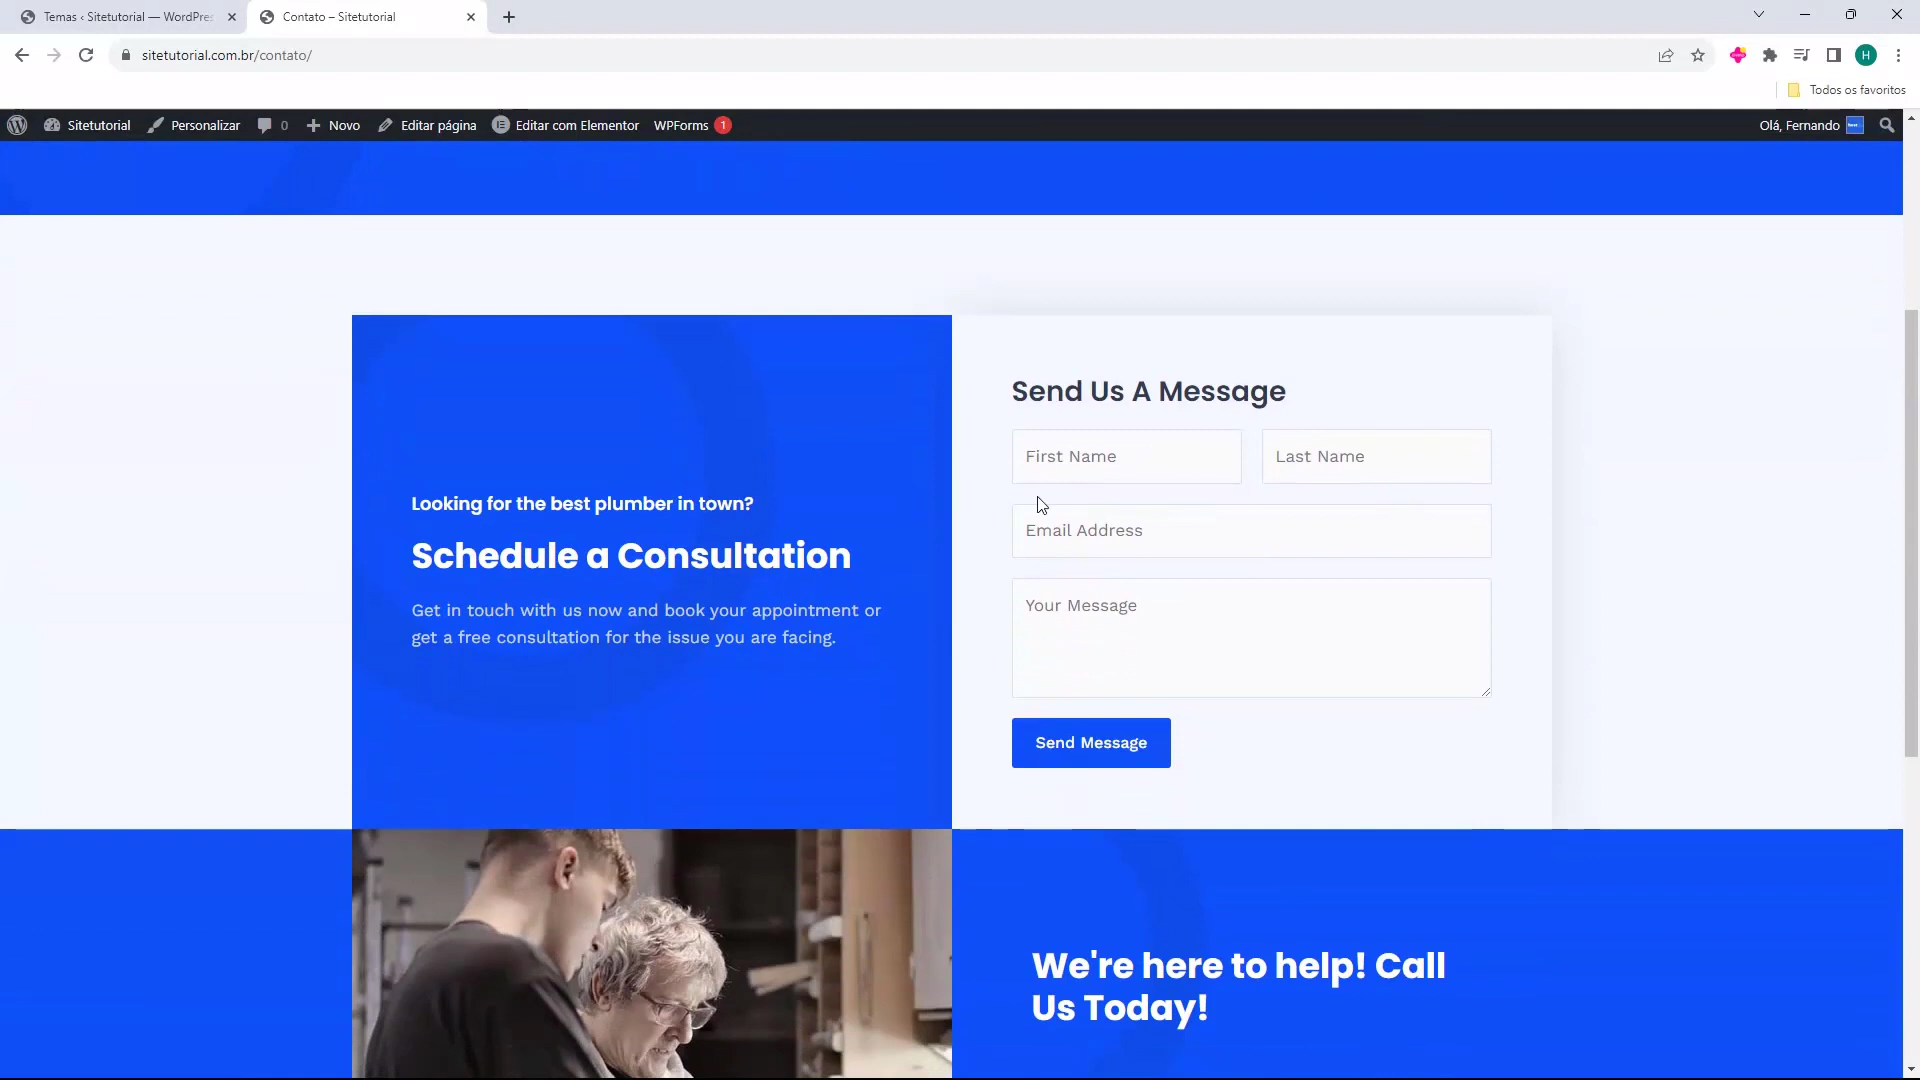 Temas ‹ Sitetutorial — WordPres
Contato – Sitetutorial
sitetutorial.com.br/contato/
H
Todos os favoritos
Sitetutorial
Personalizar
0
Novo
Editar página
Editar com Elementor
WPForms 1
Olá, Fernando
Send Us A Message
First Name
Last Name
Email Address
Your Message
Send Message
Looking for the best plumber in town?
Schedule a Consultation
Get in touch with us now and book your appointment or
get a free consultation for the issue you are facing.
We're here to help! Call
Us Today!